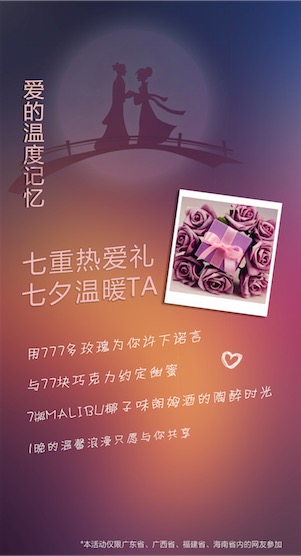 爱的温度记忆
七重热爱礼
七夕温暖TA
用777多玫瑰为你许下诺言
与77块巧克力约定幽蜜
7瓶MALIBU椰子味朗姆酒的陶醉时光
1晚的温馨浪漫只属与你共享
*本活动仅限广东省、广西省、福建省、海南省内的网友参加